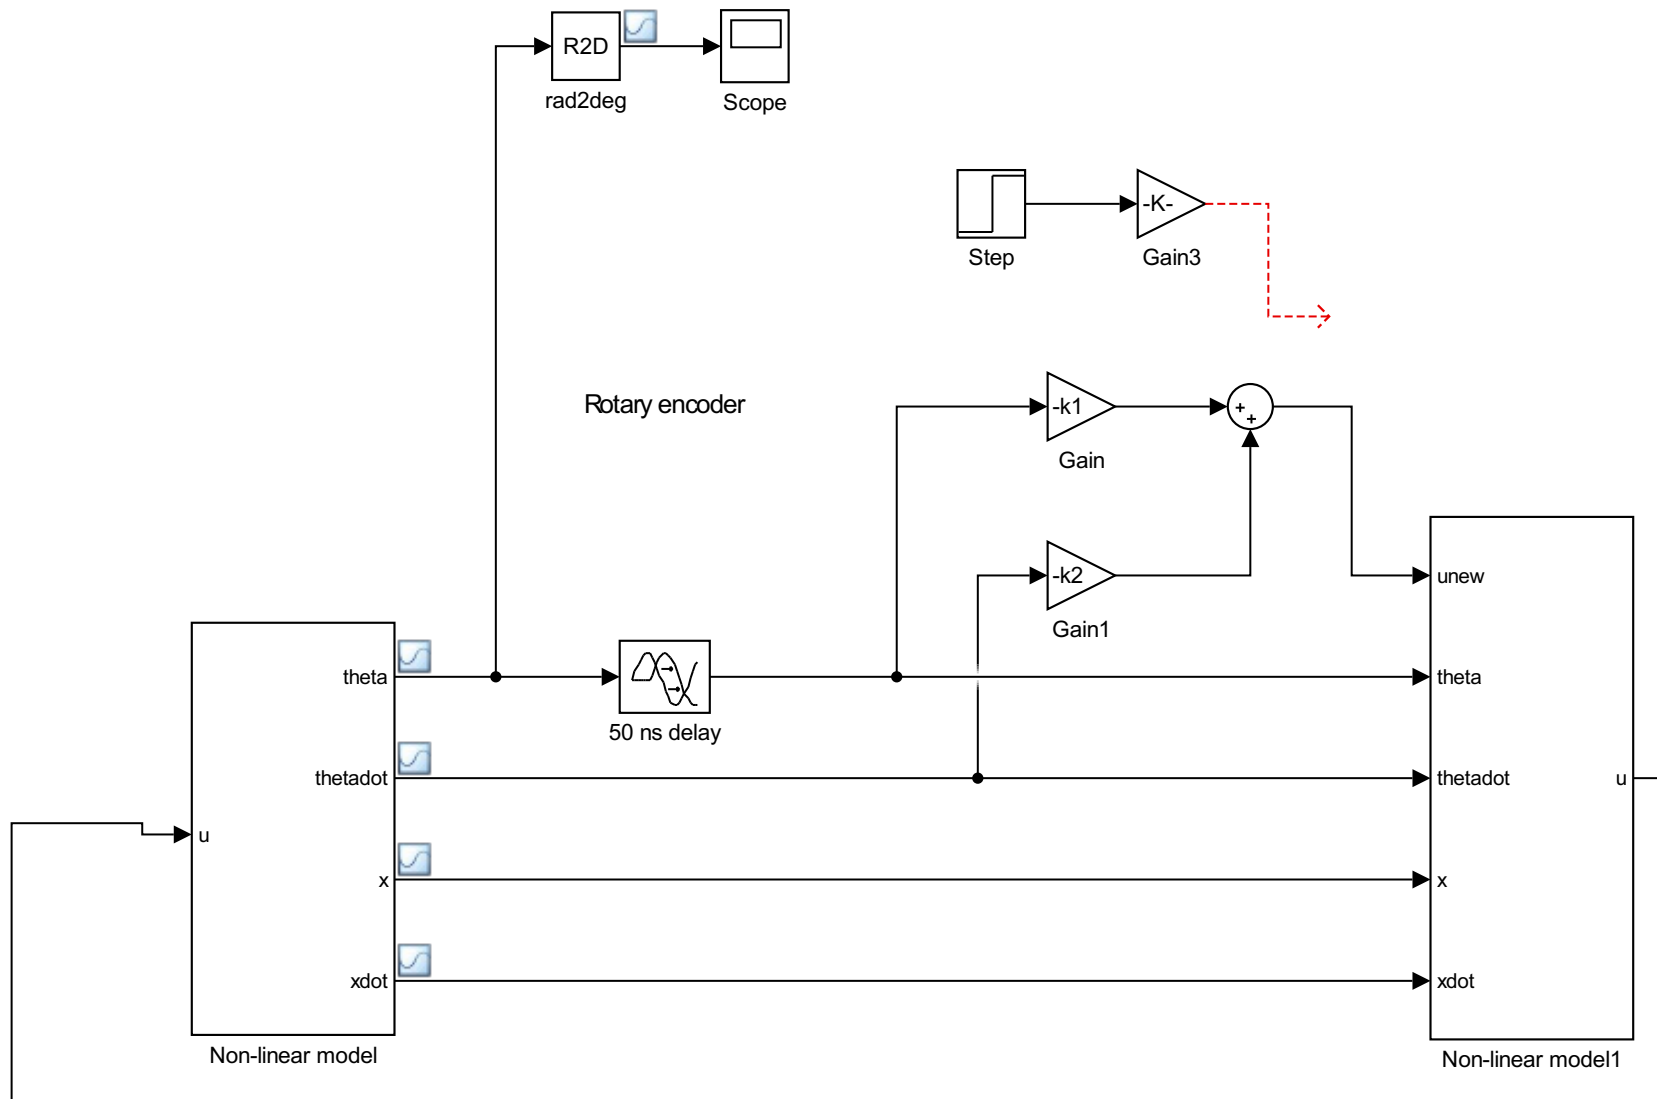 R2D
rad2deg
Scope
-K-
Step
Gain3
Rotary encoder
-k1
+
+
Gain
-k2
unew
Gain1
theta
theta
50 ns delay
thetadot
thetadot
u
u
x
x
xdot
xdot
Non-linear model
Non-linear model1